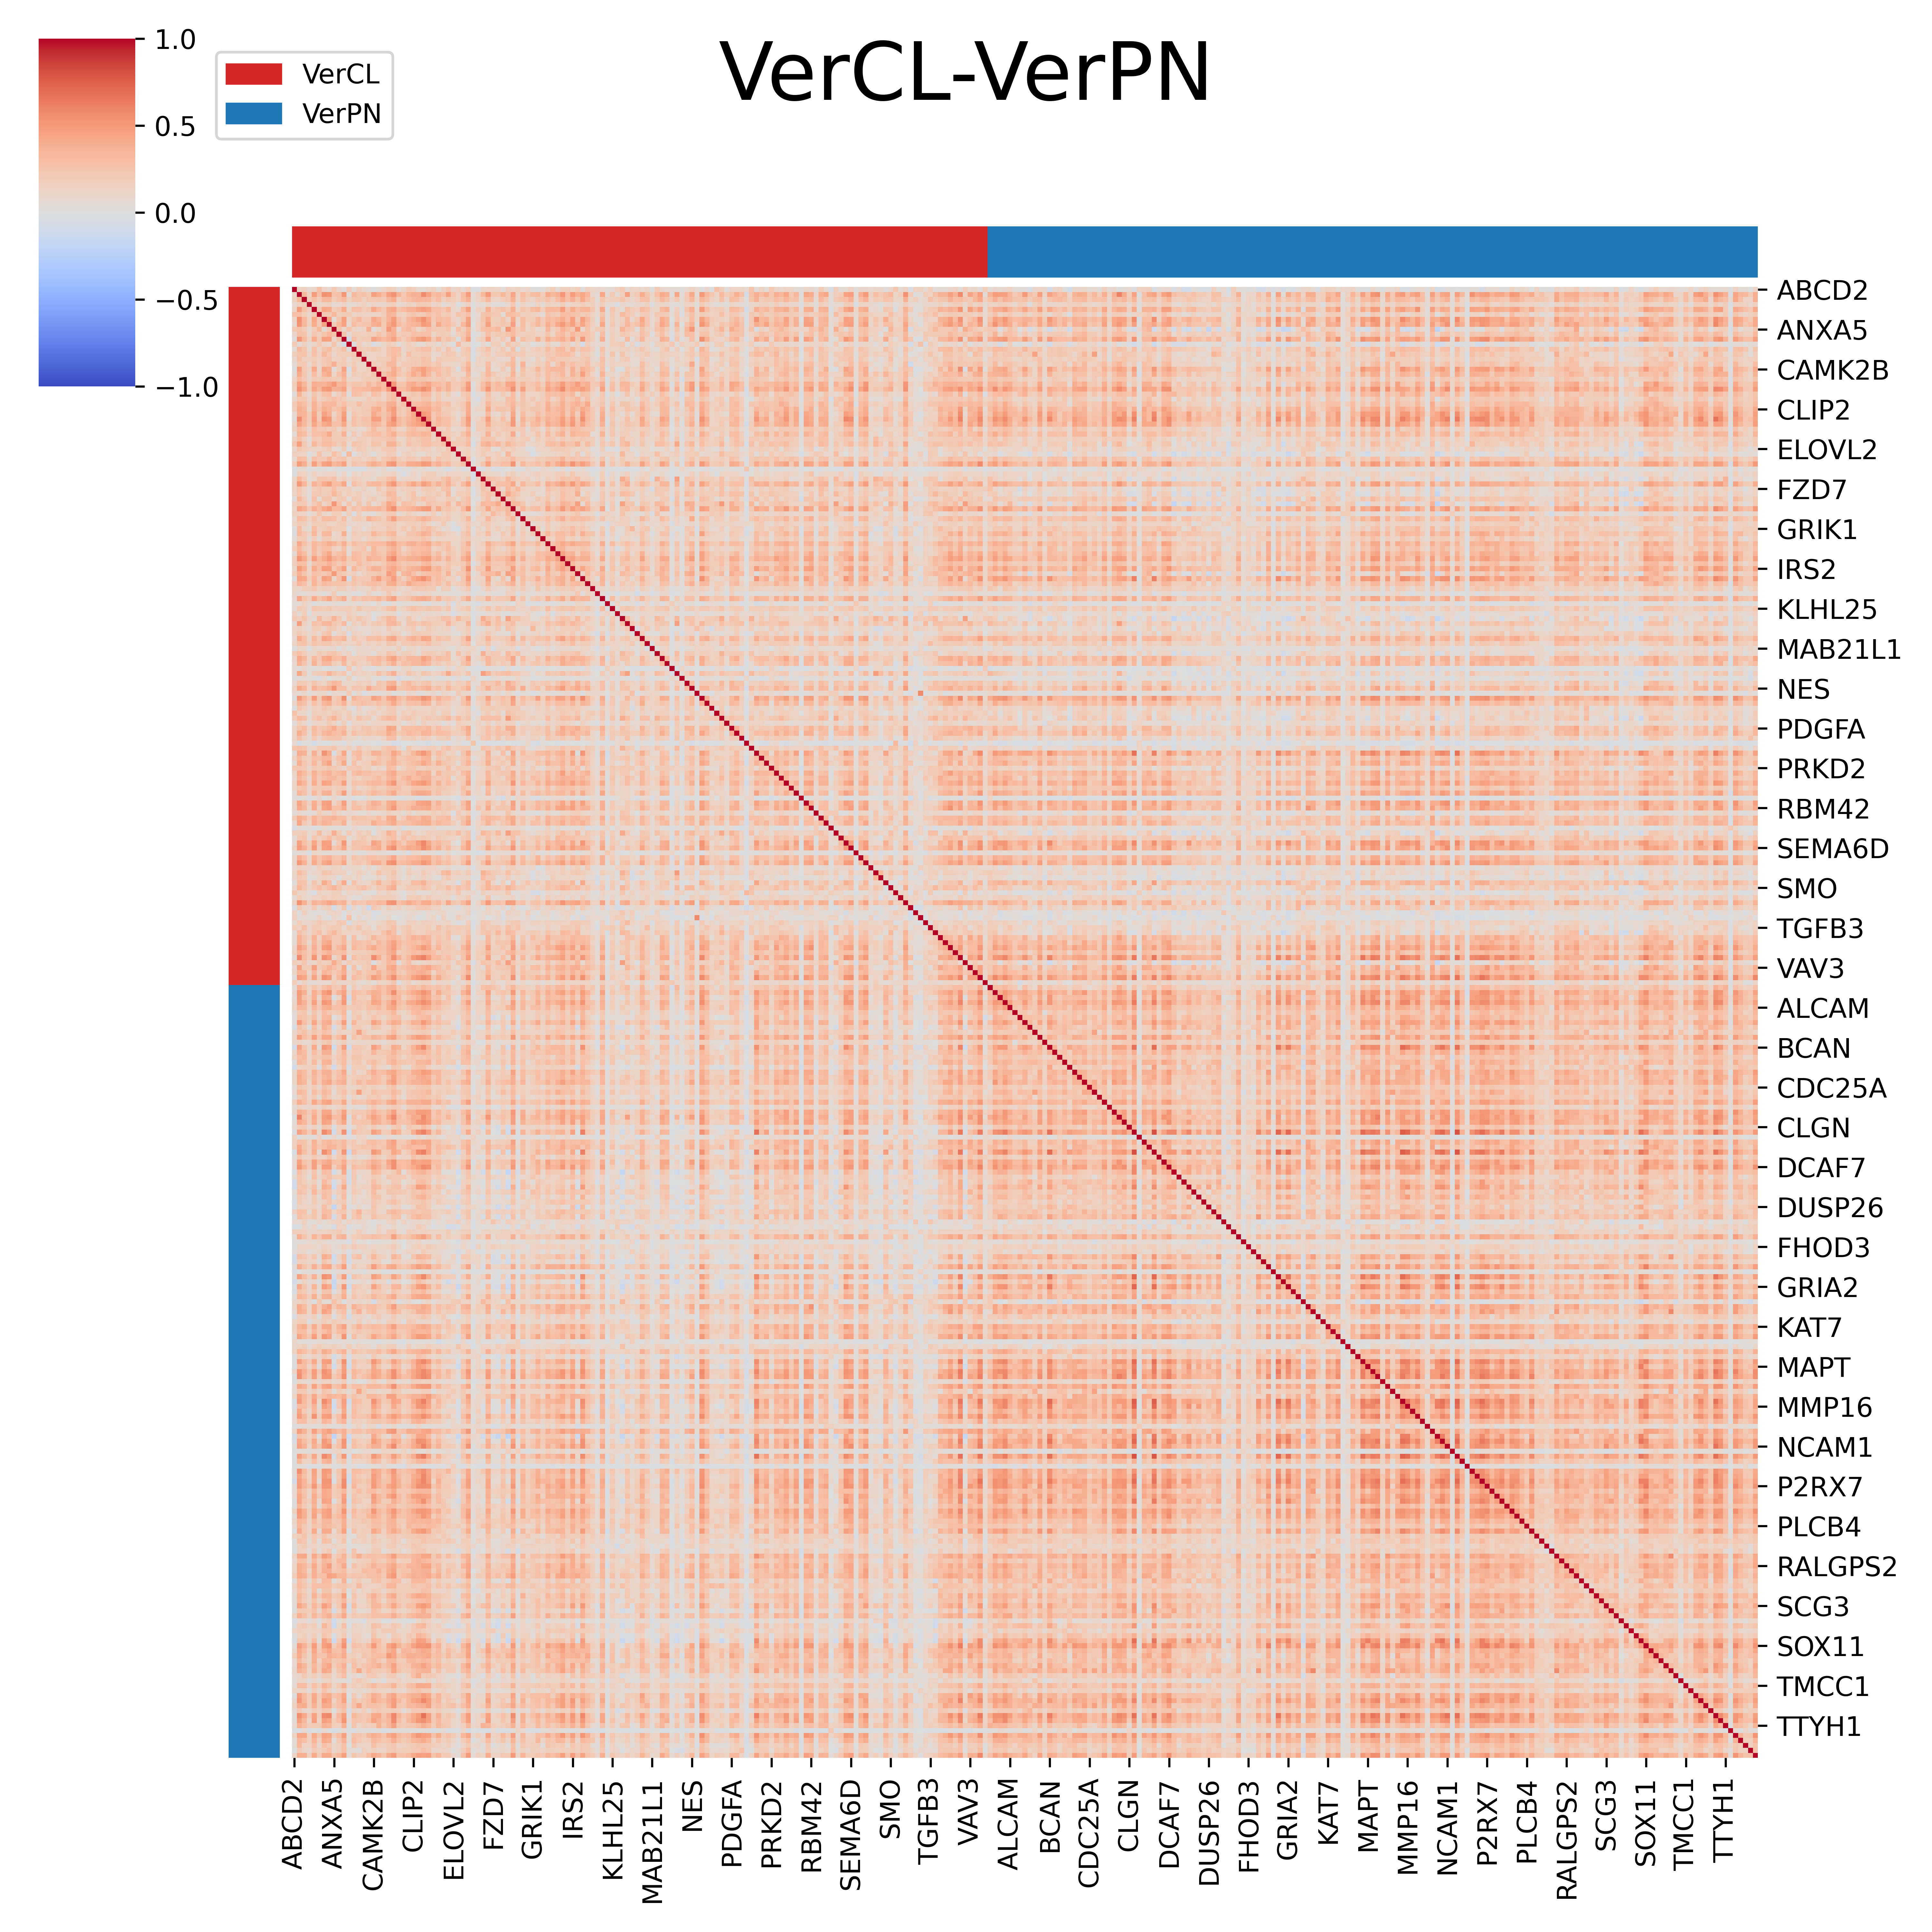 VerCL-VerPN
1.0
0.5
0.0
−0.5
−1.0
VerCL
VerPN
ABCD2
ANXA5
CAMK2B
CLIP2
ELOVL2
FZD7
GRIK1
IRS2
KLHL25
MAB21L1
NES
PDGFA
PRKD2
RBM42
SEMA6D
SMO
TGFB3
VAV3
ALCAM
BCAN
CDC25A
CLGN
DCAF7
DUSP26
FHOD3
GRIA2
KAT7
MAPT
MMP16
NCAM1
P2RX7
PLCB4
RALGPS2
SCG3
SOX11
TMCC1
TTYH1
ABCD2
ANXA5
CAMK2B
CLIP2
ELOVL2
FZD7
GRIK1
IRS2
KLHL25
MAB21L1
NES
PDGFA
PRKD2
RBM42
SEMA6D
SMO
TGFB3
VAV3
ALCAM
BCAN
CDC25A
CLGN
DCAF7
DUSP26
FHOD3
GRIA2
KAT7
MAPT
MMP16
NCAM1
P2RX7
PLCB4
RALGPS2
SCG3
SOX11
TMCC1
TTYH1